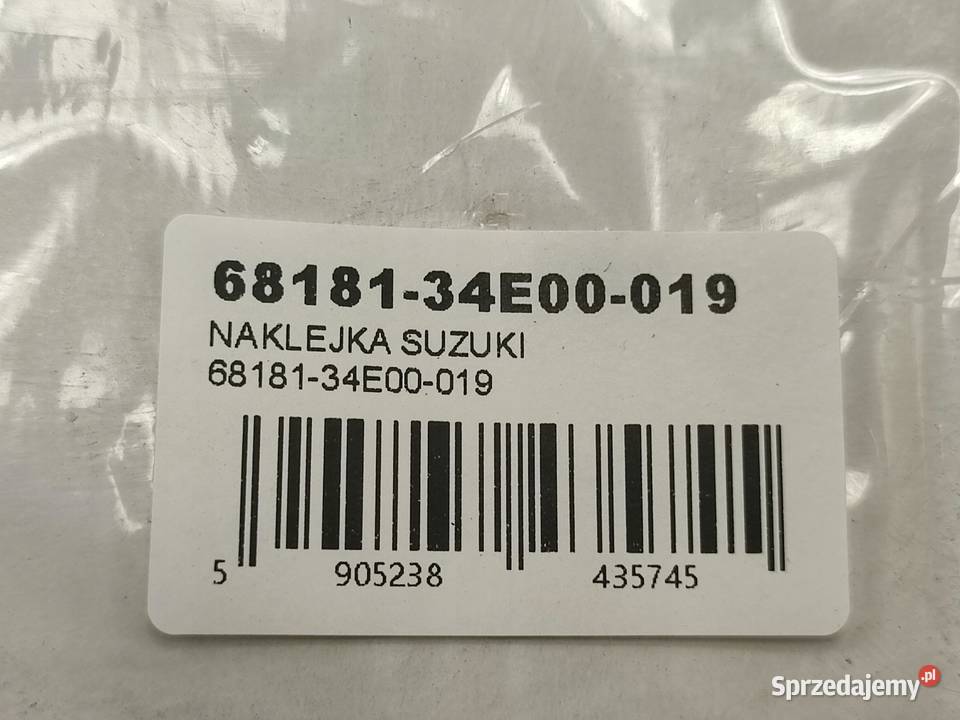 68181-34E00-019
NAKLEJKA SUZUKI
68181-34E00-019
5 905238 435745
Sprzedajemy.pl